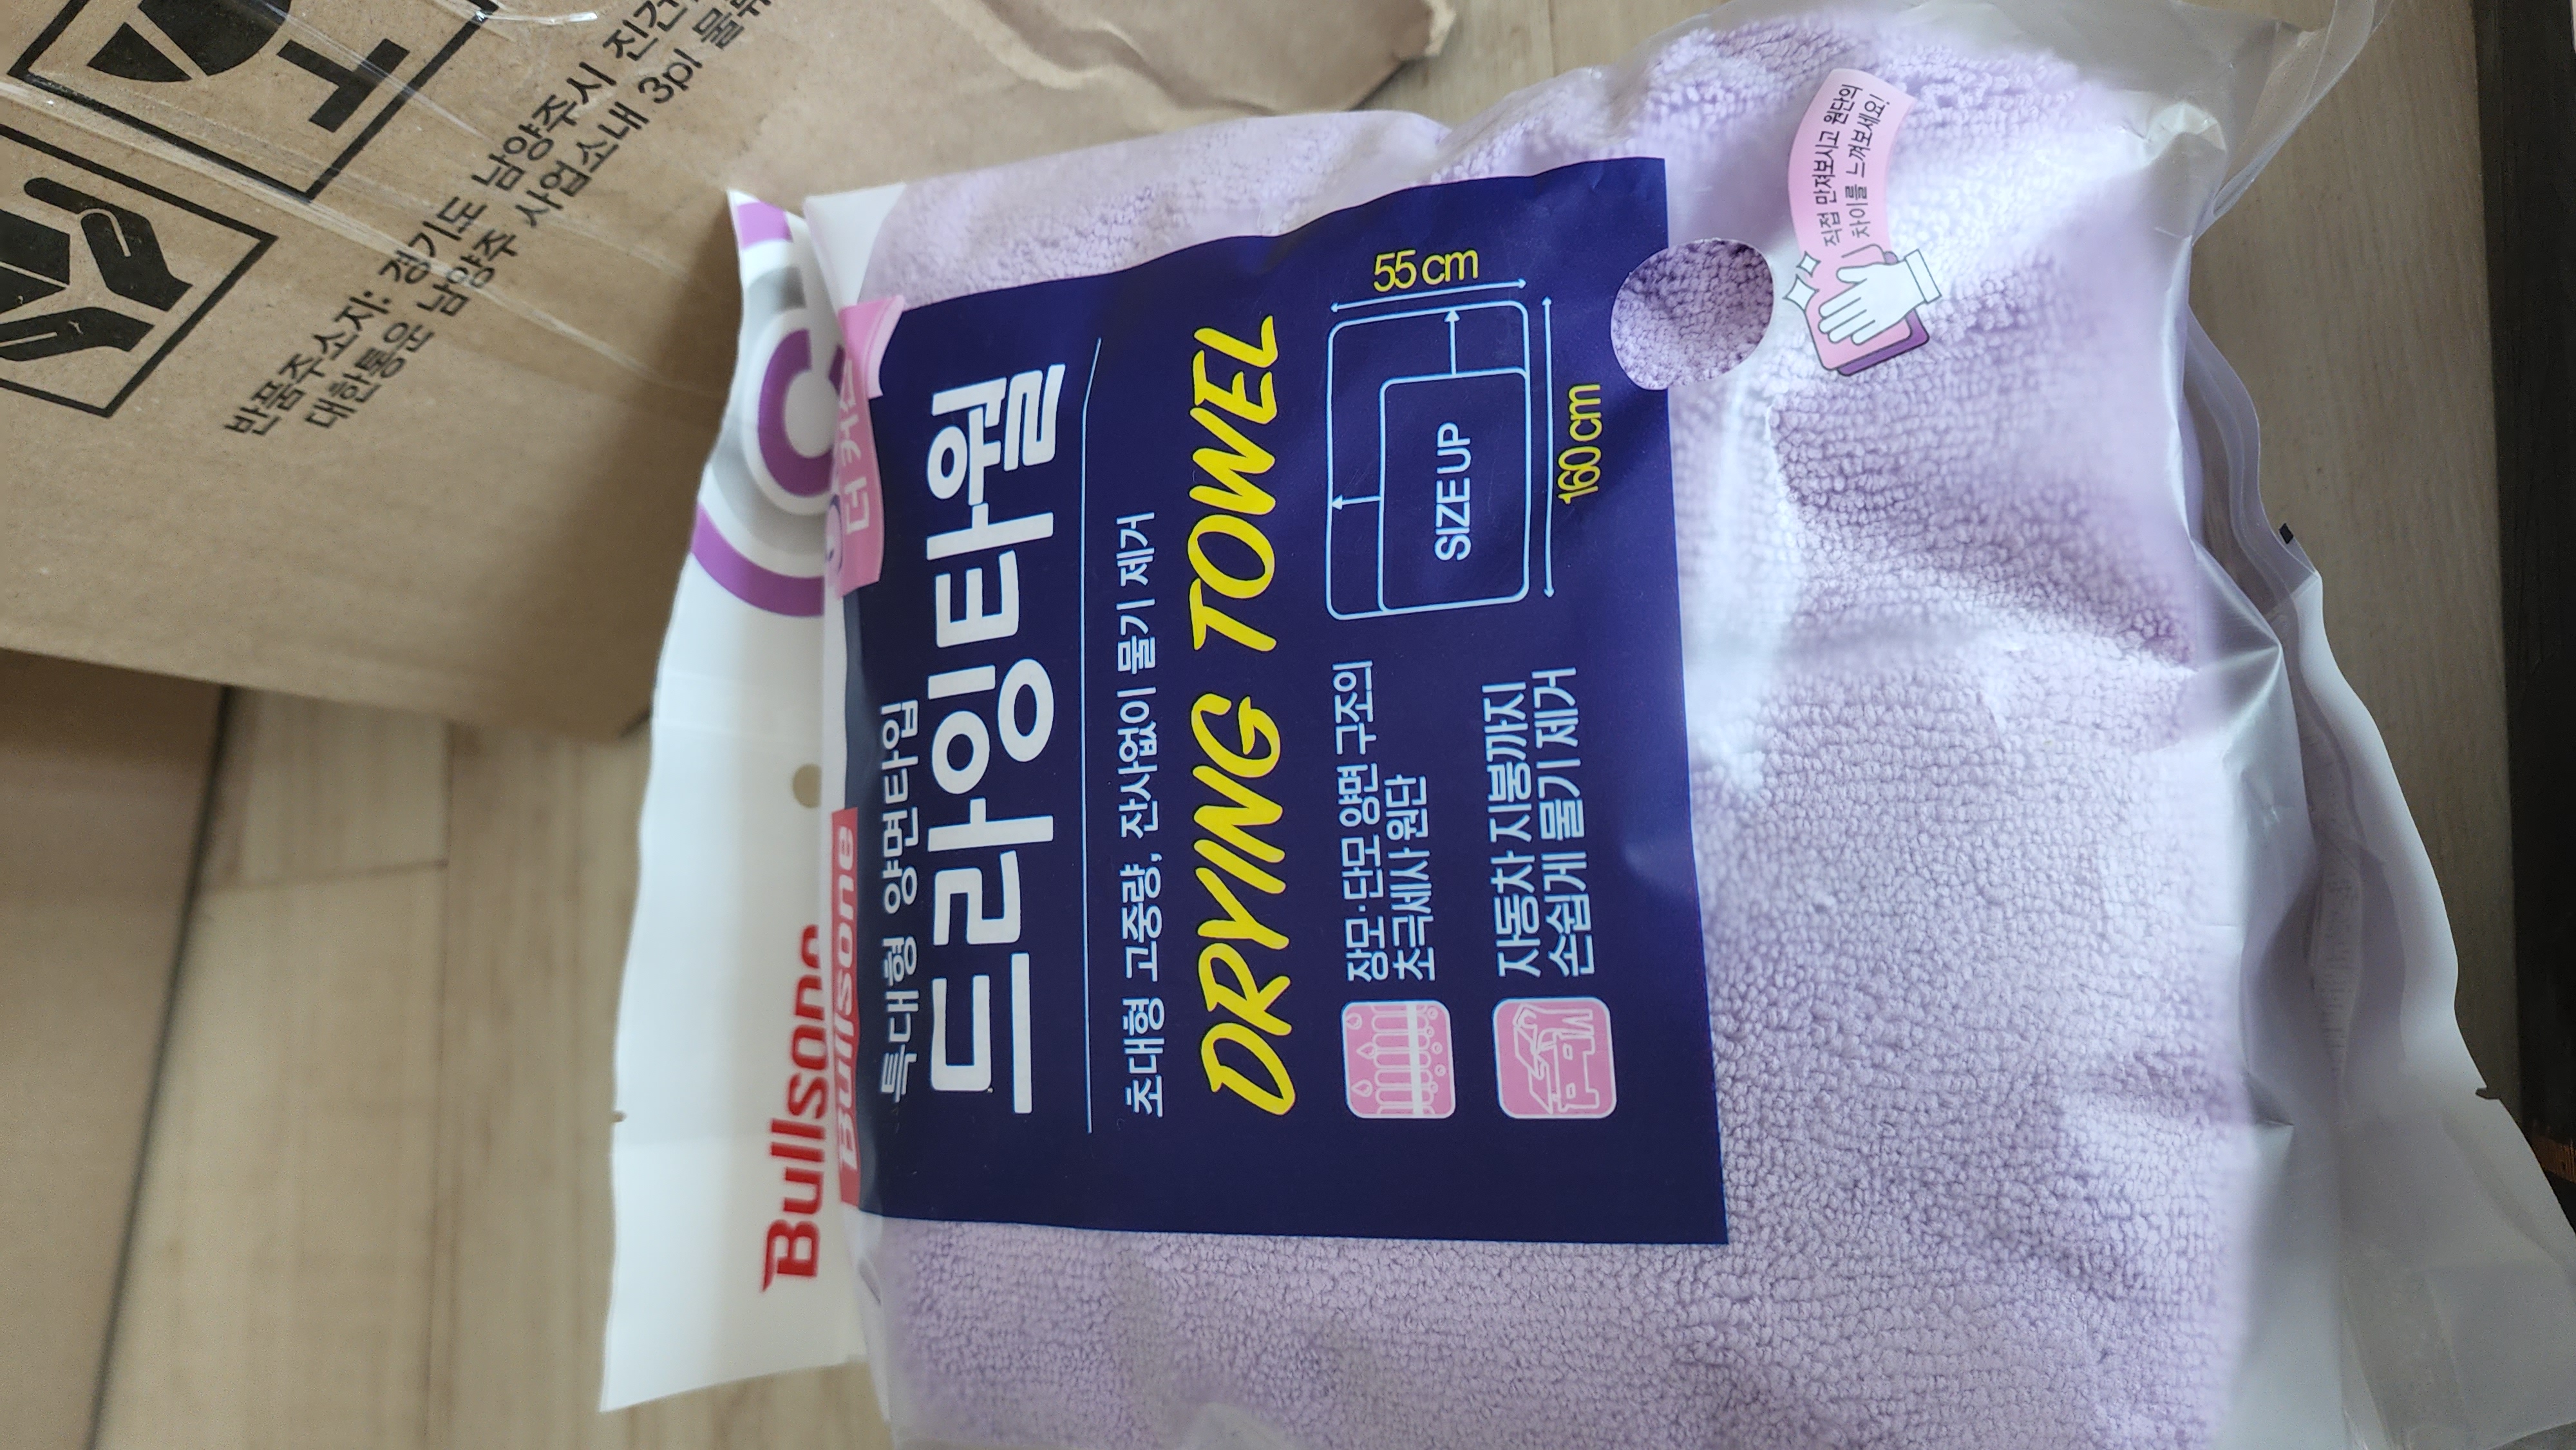 Bullsone
Bullsone
더 커스
특대형 양면타입
드라잉타월
초대형 고중량, 잔사없이 물기 제거
DRYING TOWEL
장모·단모 양면 구조의
초극세사 원단
자동차 지붕까지
손쉽게 물기 제거
SIZE UP
55 cm
160 cm
직접 만져보시고 원단의
차이를 느껴보세요!
반품주소지: 경기도 남양주시 진건
대한통운 남양주 사업소내 3pl 물류